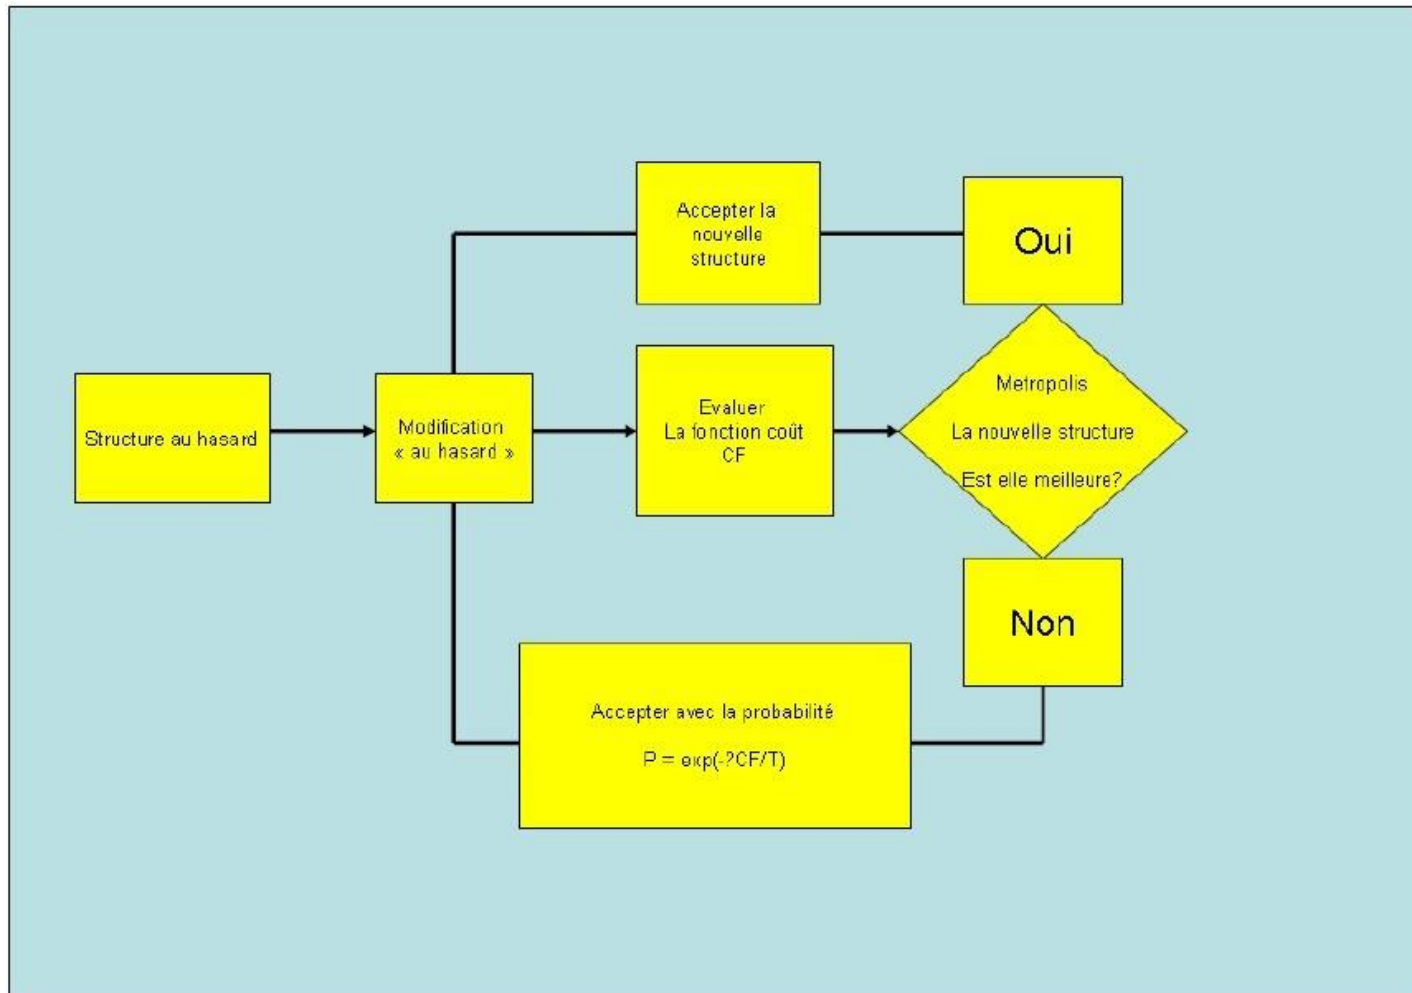 Accepter la
nouvelle
structure
Oui
Structure au hasard
Modification
« au hasard »
Evaluer
La fonction coût
CF
Metropolis
La nouvelle structure
Est elle meilleure?
Non
Accepter avec la probabilité
P = exp(-?CF/T)